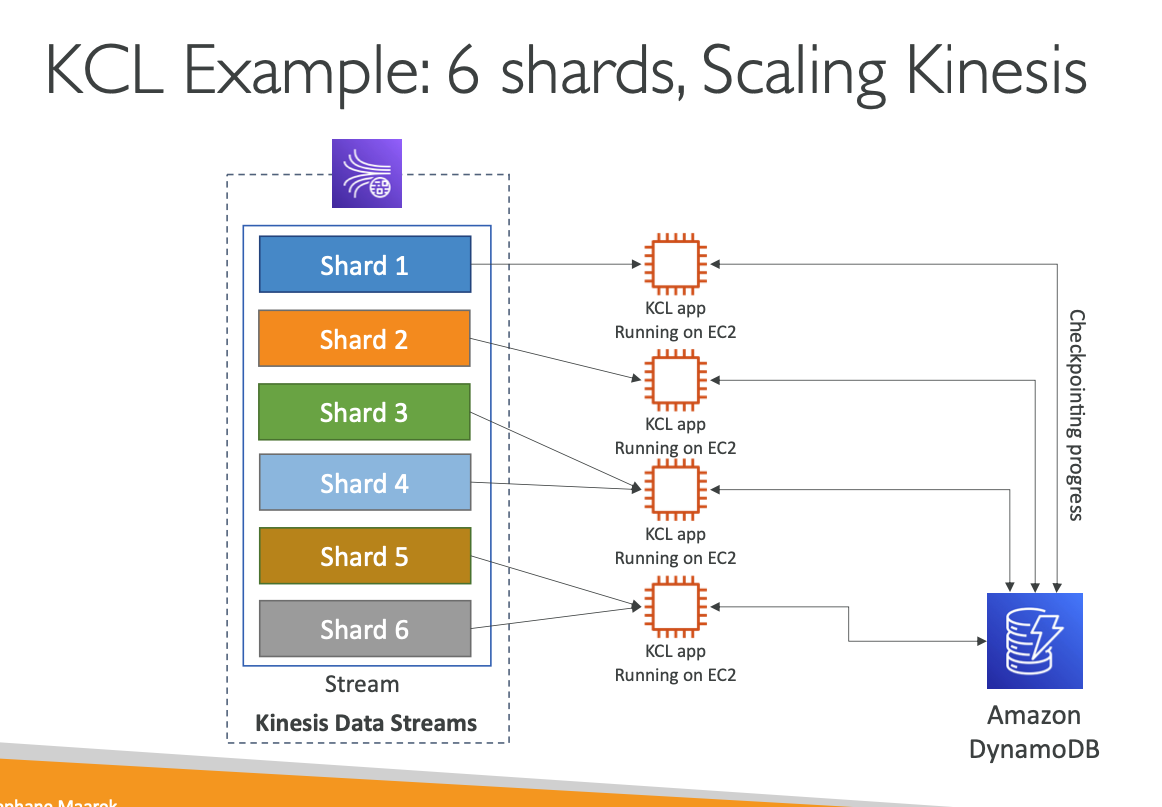 KCL Example: 6 shards, Scaling Kinesis
Shard 1
Shard 2
Shard 3
Shard 4
Shard 5
Shard 6
Stream
Kinesis Data Streams
KCL app
Running on EC2
KCL app
Running on EC2
KCL app
Running on EC2
KCL app
Running on EC2
Checkpointing progress
Amazon
DynamoDB
Maarek